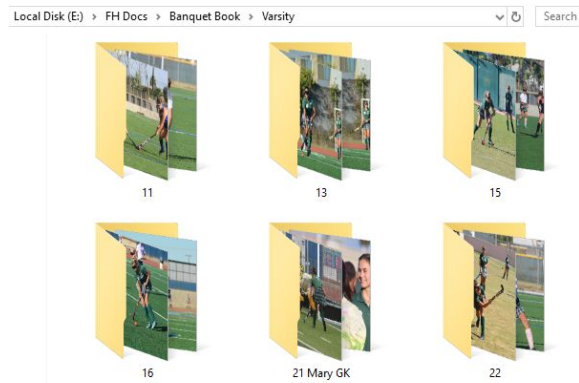 Local Disk (E:) > FH Docs > Banquet Book > Varsity Search
11 13 15
16 21 Mary GK 22